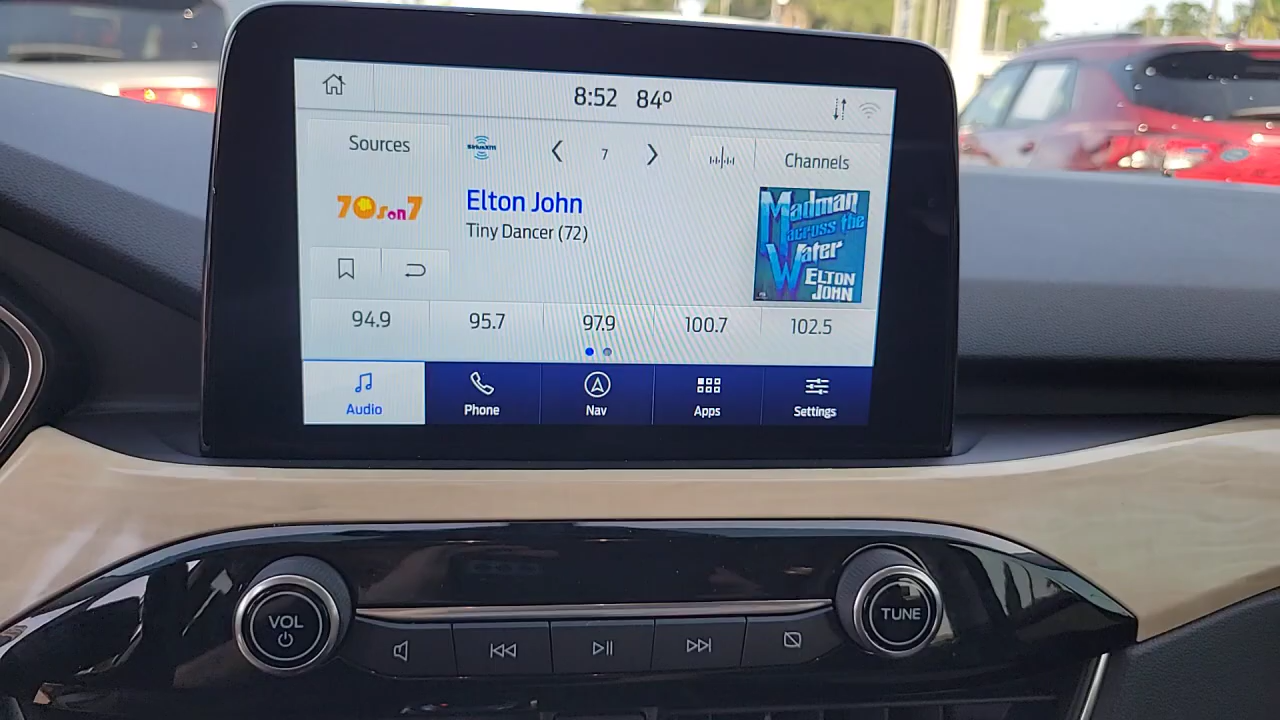 8:52 84º
Sources
SiriusXM
7
Channels
70s on 7
Elton John
Tiny Dancer (72)
Madman
across the
Water
ELTON
JOHN
94.9 95.7 97.9 100.7 102.5
Audio Phone Nav Apps Settings
VOL
TUNE